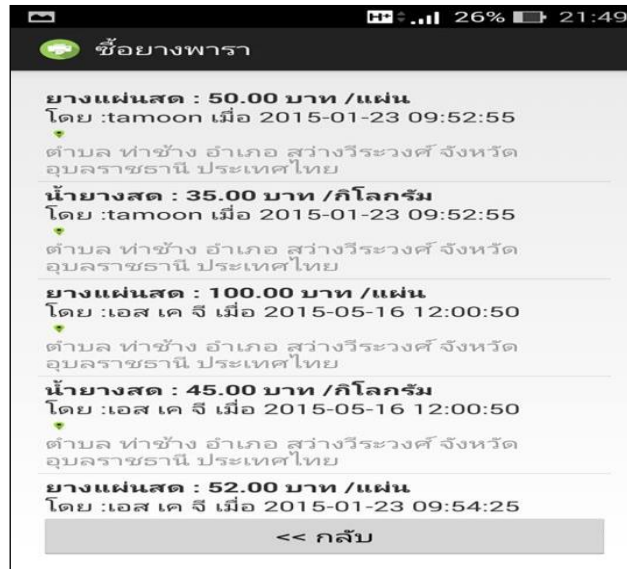 H+ 26% 21:49
ซื้อยางพารา
ยางแผ่นสด : 50.00 บาท /แผ่น
โดย :tamoon เมื่อ 2015-01-23 09:52:55
ตำบล ท่าช้าง อำเภอ สว่างวีระวงศ์ จังหวัด
อุบลราชธานี ประเทศไทย
น้ำยางสด : 35.00 บาท /กิโลกรัม
โดย :tamoon เมื่อ 2015-01-23 09:52:55
ตำบล ท่าช้าง อำเภอ สว่างวีระวงศ์ จังหวัด
อุบลราชธานี ประเทศไทย
ยางแผ่นสด : 100.00 บาท /แผ่น
โดย :เอส เค จี เมื่อ 2015-05-16 12:00:50
ตำบล ท่าช้าง อำเภอ สว่างวีระวงศ์ จังหวัด
อุบลราชธานี ประเทศไทย
น้ำยางสด : 45.00 บาท /กิโลกรัม
โดย :เอส เค จี เมื่อ 2015-05-16 12:00:50
ตำบล ท่าช้าง อำเภอ สว่างวีระวงศ์ จังหวัด
อุบลราชธานี ประเทศไทย
ยางแผ่นสด : 52.00 บาท /แผ่น
โดย :เอส เค จี เมื่อ 2015-01-23 09:54:25
<< กลับ